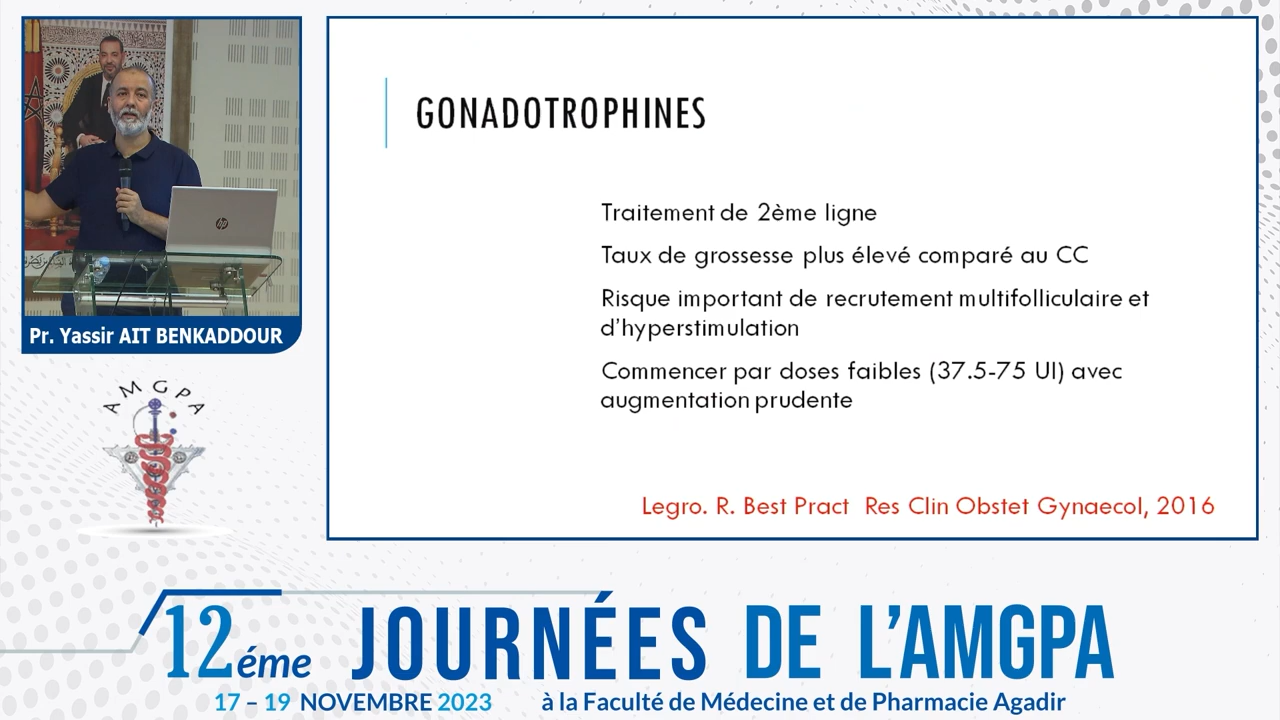 GONADOTROPHINES
Traitement de 2ème ligne
Taux de grossesse plus élevé comparé au CC
Risque important de recrutement multifolliculaire et
d’hyperstimulation
Commencer par doses faibles (37.5-75 UI) avec
augmentation prudente
Legro. R. Best Pract Res Clin Obstet Gynaecol, 2016
hp
Pr. Yassir AIT BENKADDOUR
AMGPA
12éme JOURNÉES DE L’AMGPA
17 – 19 NOVEMBRE 2023 à la Faculté de Médecine et de Pharmacie Agadir